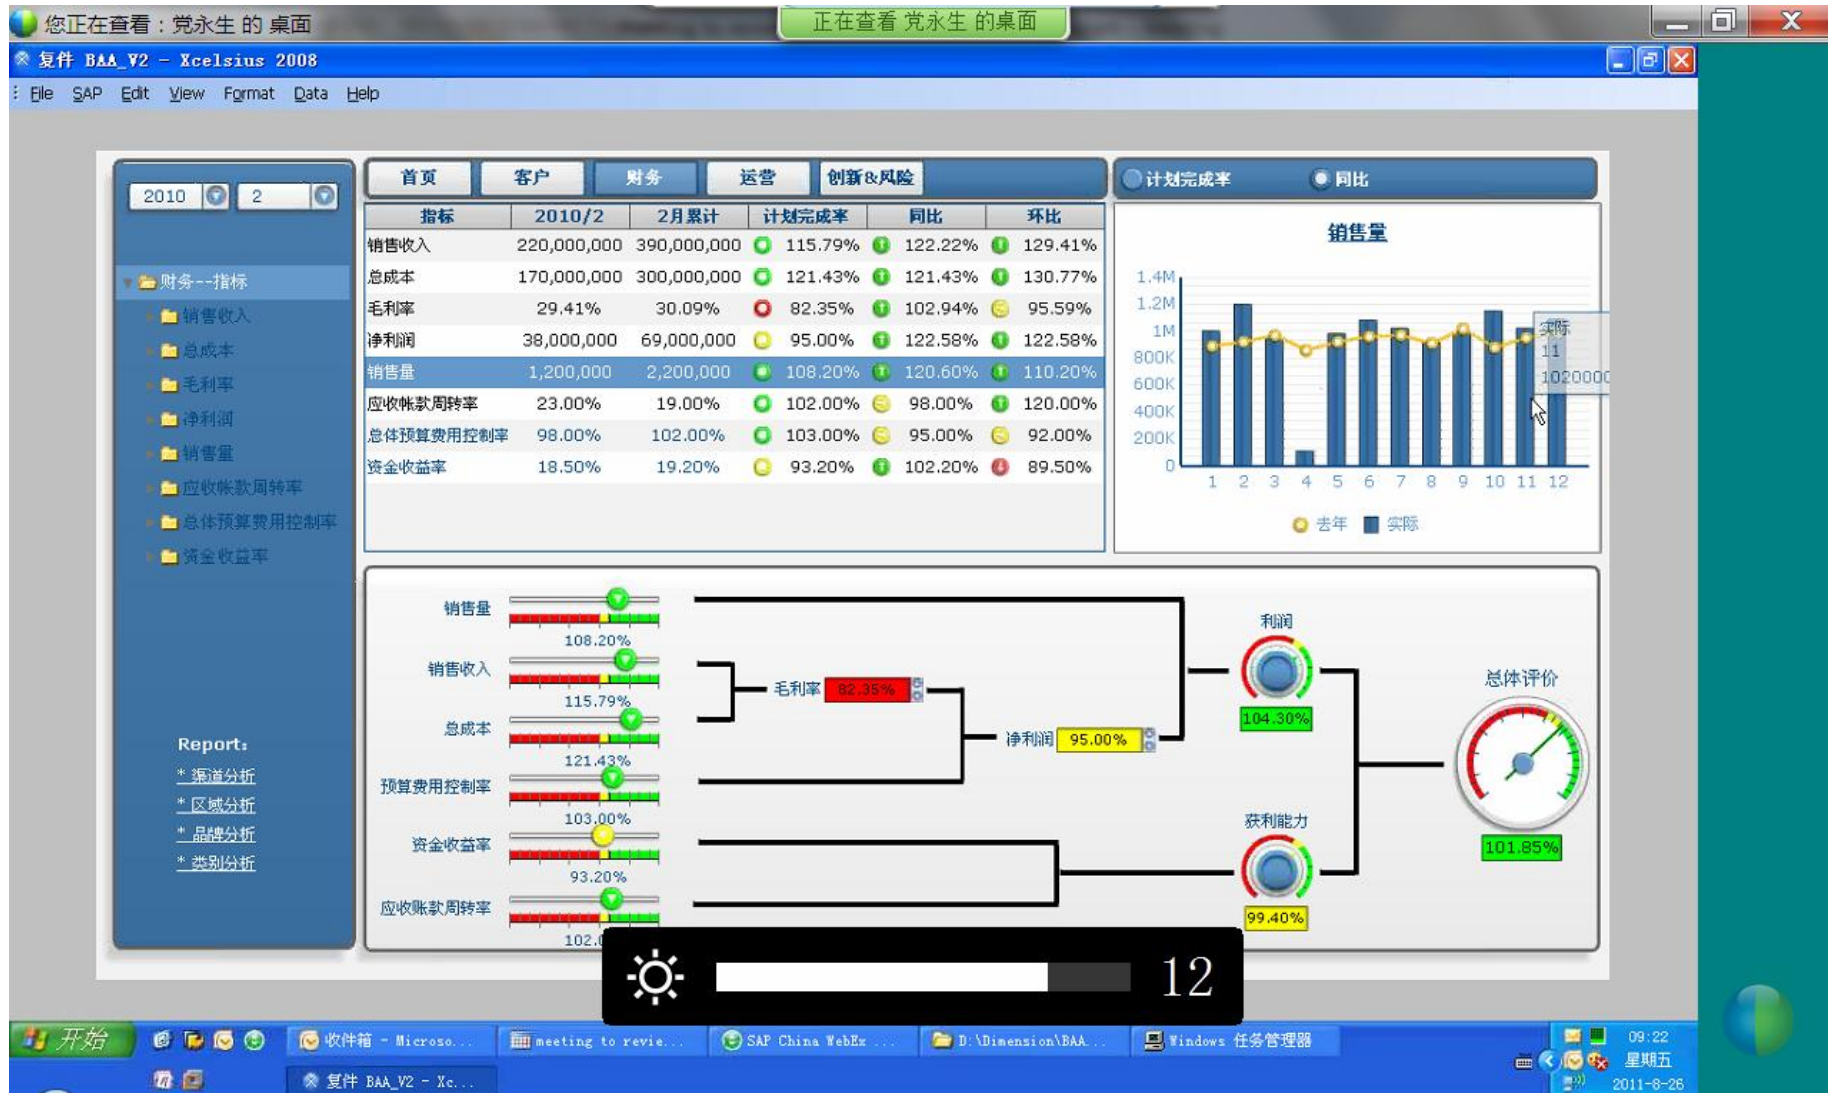 您正在查看：党永生 的 桌面
正在查看 党永生 的桌面
复件 BAA_V2 - Xcelsius 2008
File SAP Edit View Format Data Help
2010 2
首页 客户 财务 运营 创新&风险
计划完成率 同比
指标 2010/2 2月累计 计划完成率 同比 环比
销售收入 220,000,000 390,000,000 115.79% 122.22% 129.41%
总成本 170,000,000 300,000,000 121.43% 121.43% 130.77%
毛利率 29.41% 30.09% 82.35% 102.94% 95.59%
净利润 38,000,000 69,000,000 95.00% 122.58% 122.58%
销售量 1,200,000 2,200,000 108.20% 120.60% 110.20%
应收帐款周转率 23.00% 19.00% 102.00% 98.00% 120.00%
总体预算费用控制率 98.00% 102.00% 103.00% 95.00% 92.00%
资金收益率 18.50% 19.20% 93.20% 102.20% 89.50%
财务--指标
销售收入
总成本
毛利率
净利润
销售量
应收帐款周转率
总体预算费用控制率
资金收益率
Report:
* 渠道分析
* 区域分析
* 品牌分析
* 类别分析
销售量
1.4M
1.2M
1M
800K
600K
400K
200K
0
1 2 3 4 5 6 7 8 9 10 11 12
实际
11
1020000
去年 实际
销售量
108.20%
销售收入
115.79%
总成本
121.43%
预算费用控制率
103.00%
资金收益率
93.20%
应收账款周转率
毛利率 82.35%
净利润 95.00%
利润
104.30%
获利能力
99.40%
总体评价
101.85%
12
开始
收件箱 - Microso...
meeting to revie...
SAP China WebEx ...
D:\Dimension\BAA...
Windows 任务管理器
复件 BAA_V2 - Xc...
09:22
星期五
2011-8-26